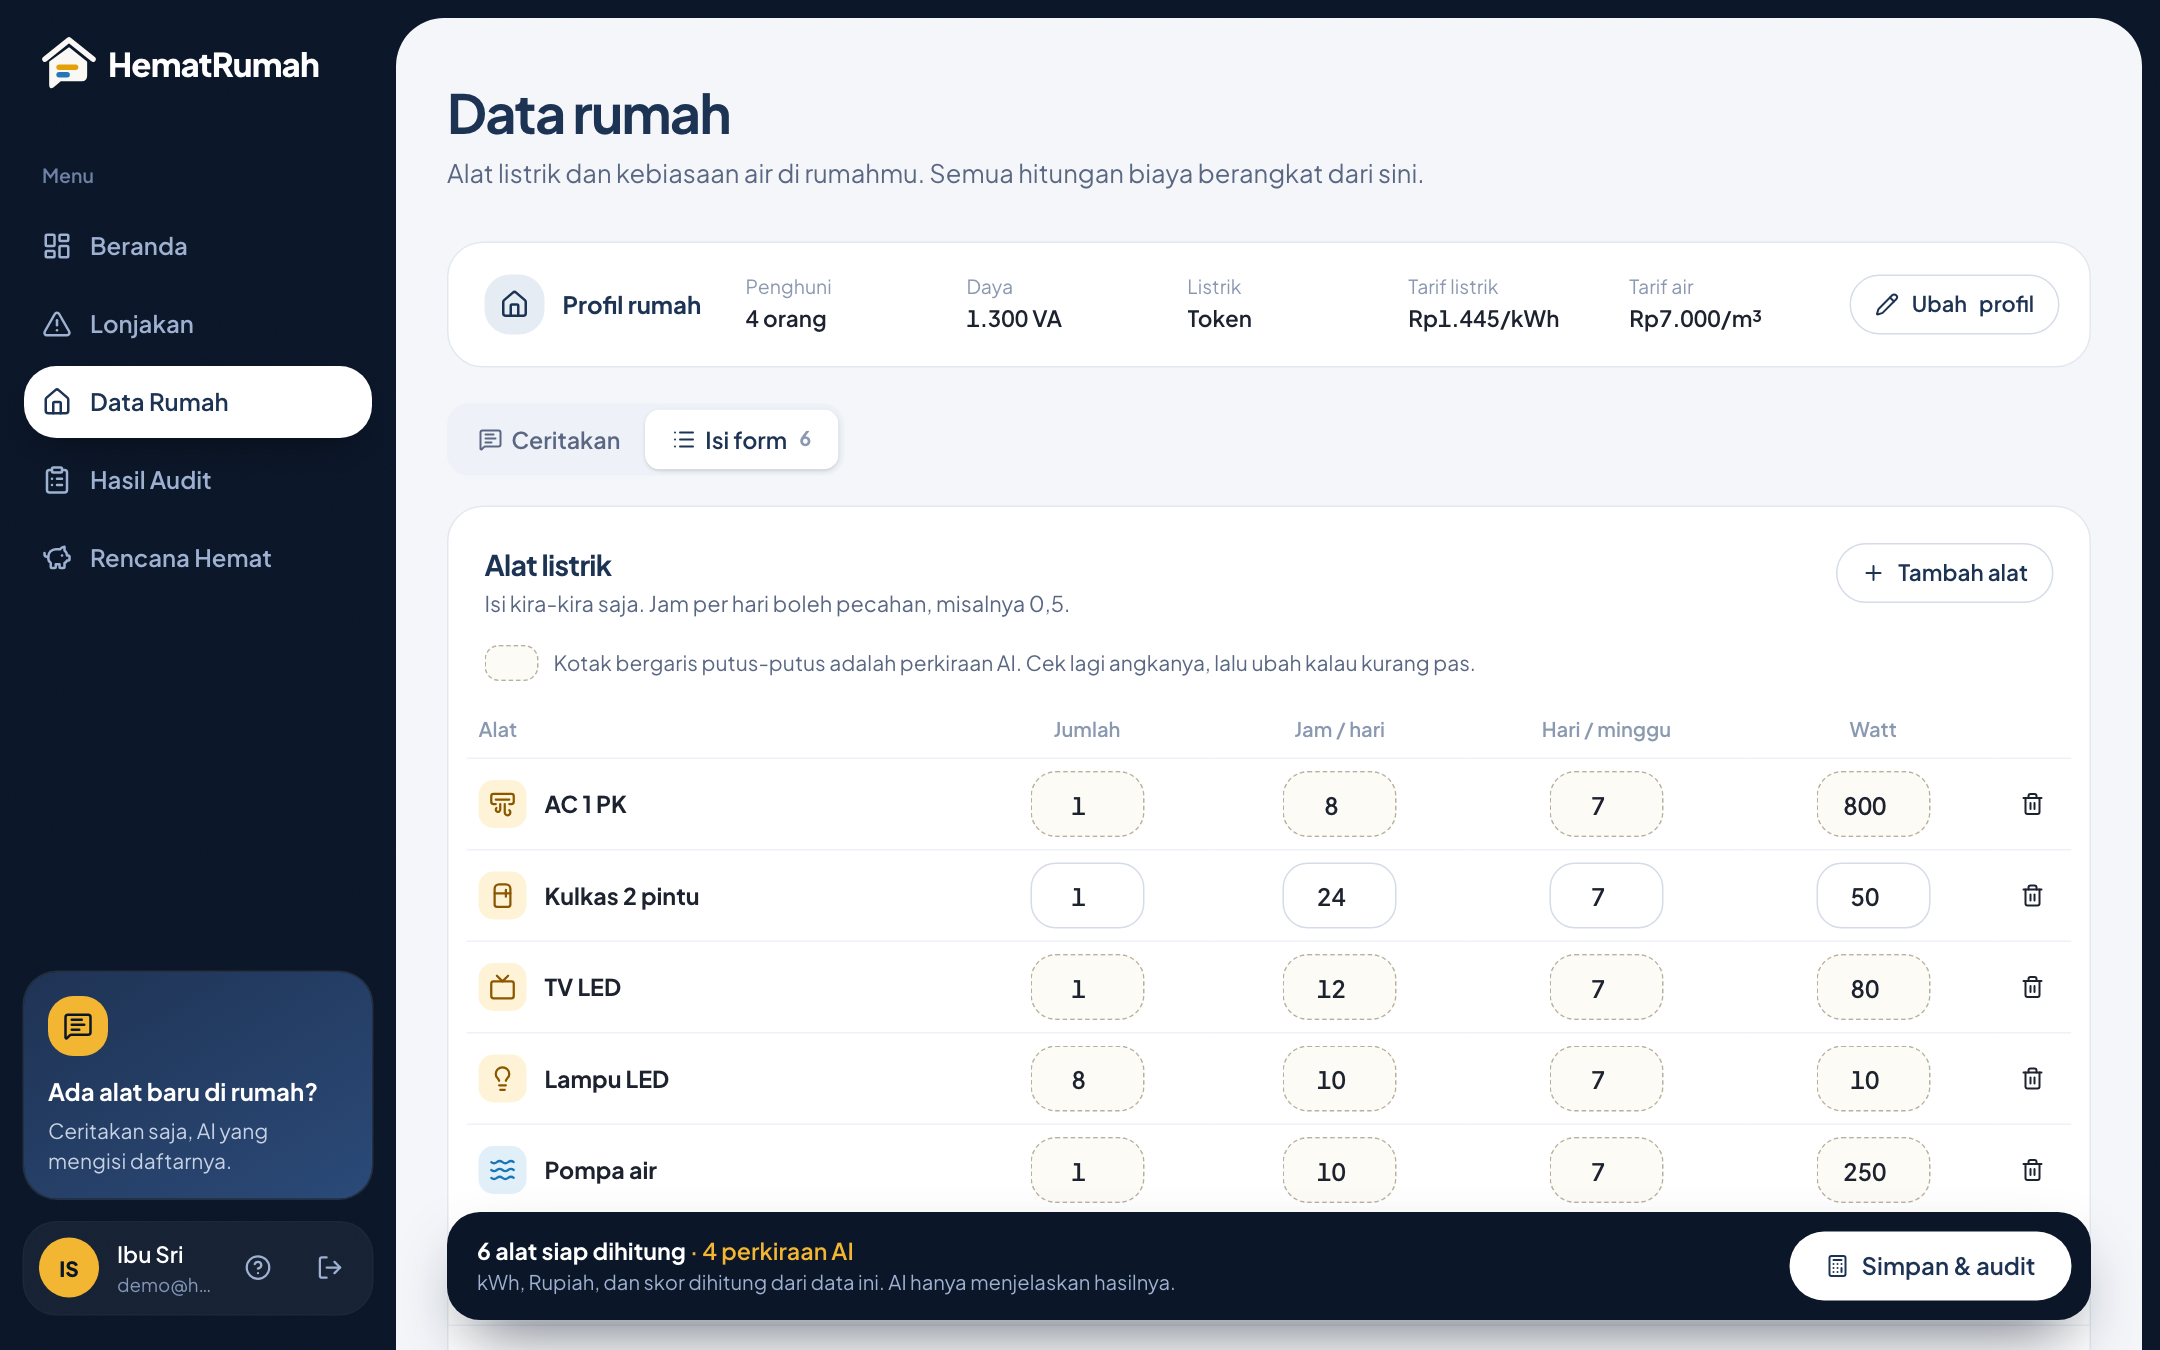 HematRumah
Menu
Beranda
Lonjakan
Data Rumah
Hasil Audit
Rencana Hemat
Ada alat baru di rumah?
Ceritakan saja, AI yang
mengisi daftarnya.
IS
Ibu Sri
demo@h...
Data rumah
Alat listrik dan kebiasaan air di rumahmu. Semua hitungan biaya berangkat dari sini.
Profil rumah
Penghuni
4 orang
Daya
1.300 VA
Listrik
Token
Tarif listrik
Rp1.445/kWh
Tarif air
Rp7.000/m³
Ubah profil
Ceritakan
Isi form 6
Alat listrik
Isi kira-kira saja. Jam per hari boleh pecahan, misalnya 0,5.
Tambah alat
Kotak bergaris putus-putus adalah perkiraan AI. Cek lagi angkanya, lalu ubah kalau kurang pas.
Alat Jumlah Jam / hari Hari / minggu Watt
AC 1 PK 1 8 7 800
Kulkas 2 pintu 1 24 7 50
TV LED 1 12 7 80
Lampu LED 8 10 7 10
Pompa air 1 10 7 250
6 alat siap dihitung · 4 perkiraan AI
kWh, Rupiah, dan skor dihitung dari data ini. AI hanya menjelaskan hasilnya.
Simpan & audit